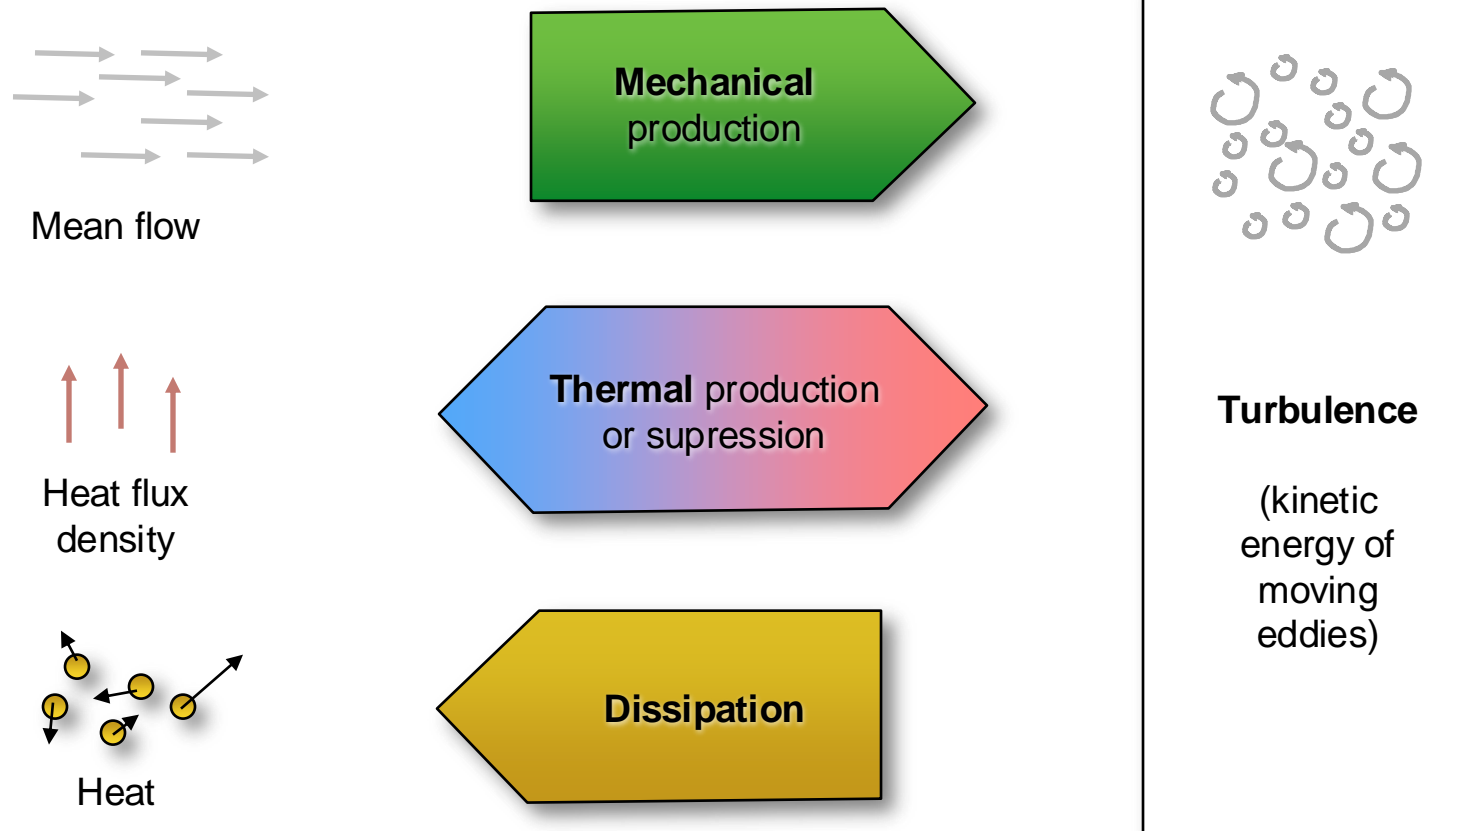 Mechanical
production
Mean flow
Thermal production
or supression
Heat flux
density
Turbulence
(kinetic
energy of
moving
eddies)
Dissipation
Heat